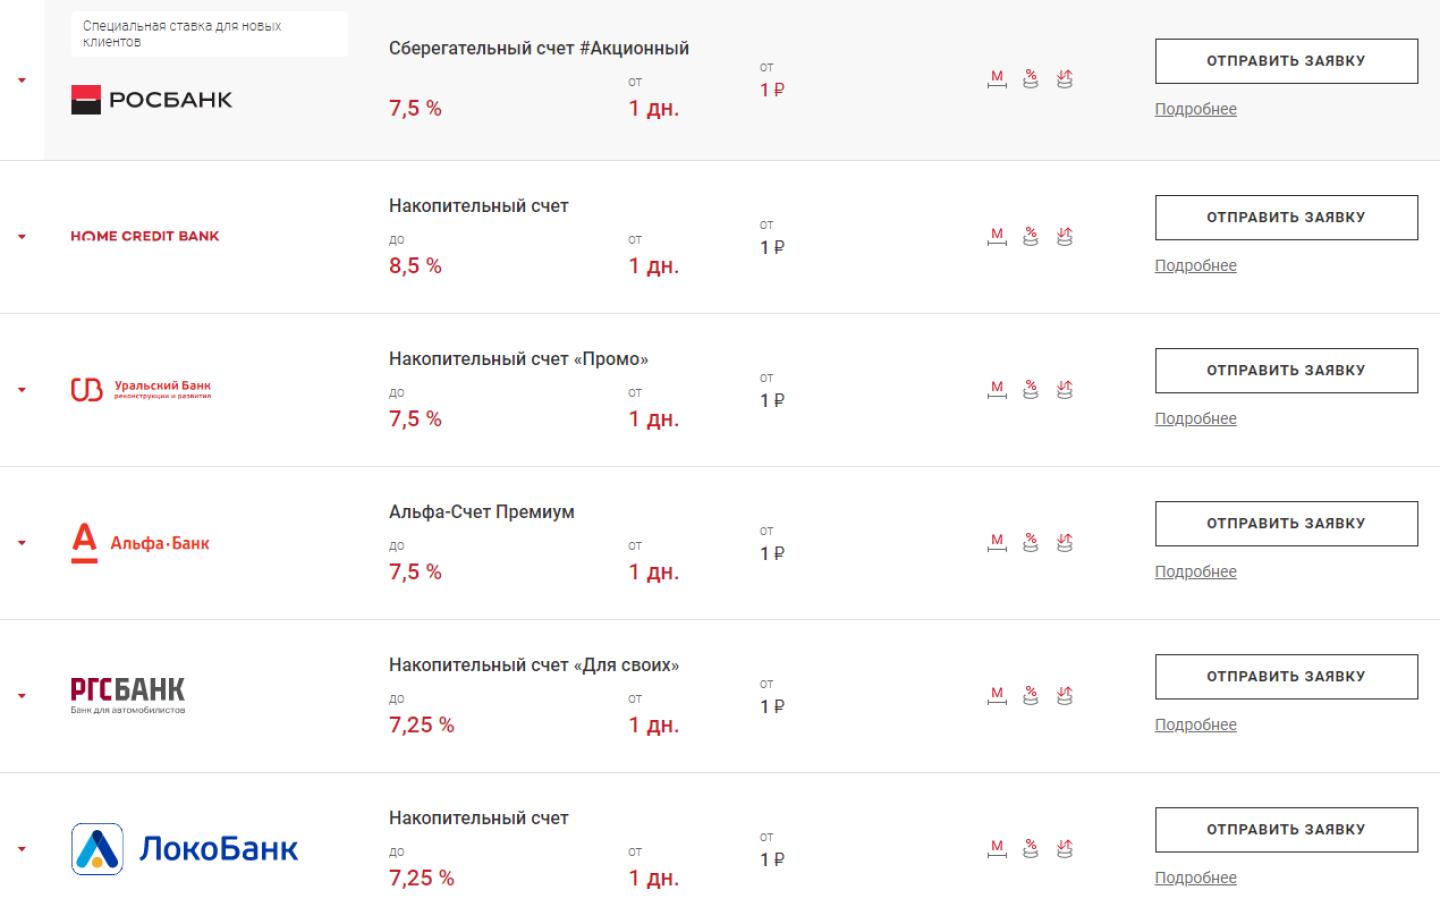 Специальная ставка для новых
клиентов
РОСБАНК
Сберегательный счет #Акционный
7,5 %
от
1 дн.
от
1 ₽
М % 
ОТПРАВИТЬ ЗАЯВКУ
Подробнее
HOME CREDIT BANK
Накопительный счет
до
8,5 %
от
1 дн.
от
1 ₽
М %
ОТПРАВИТЬ ЗАЯВКУ
Подробнее
Уральский Банк
реконструкции и развития
Накопительный счет «Промо»
до
7,5 %
от
1 дн.
от
1 ₽
М %
ОТПРАВИТЬ ЗАЯВКУ
Подробнее
Альфа·Банк
Альфа-Счет Премиум
до
7,5 %
от
1 дн.
от
1 ₽
М %
ОТПРАВИТЬ ЗАЯВКУ
Подробнее
РГСБАНК
Банк для автомобилистов
Накопительный счет «Для своих»
до
7,25 %
от
1 дн.
от
1 ₽
М %
ОТПРАВИТЬ ЗАЯВКУ
Подробнее
ЛокоБанк
Накопительный счет
до
7,25 %
от
1 дн.
от
1 ₽
М %
ОТПРАВИТЬ ЗАЯВКУ
Подробнее